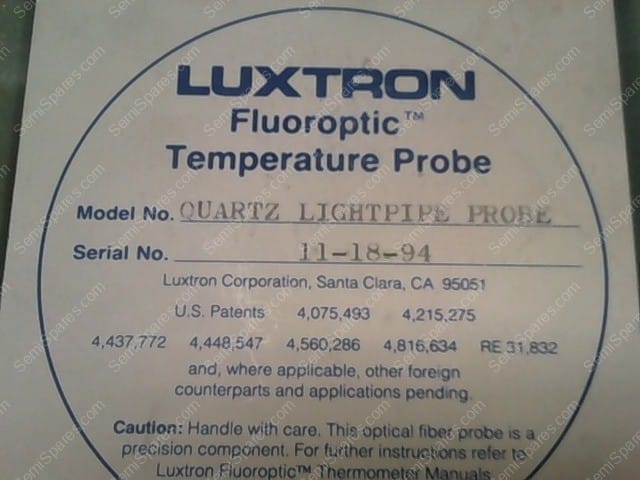 LUXTRON
Fluoroptic™
Temperature Probe
Model No. QUARTZ LIGHTPIPE PROBE
Serial No. 11-18-94
Luxtron Corporation, Santa Clara, CA 95051
U.S. Patents 4,075,493 4,215,275
4,437,772 4,448,547 4,560,286 4,816,634 RE 31,832
and, where applicable, other foreign
counterparts and applications pending.
Caution: Handle with care. This optical fiber probe is a
precision component. For further instructions refer to
Luxtron Fluoroptic™ Thermometer Manuals.
SemiSpares.com